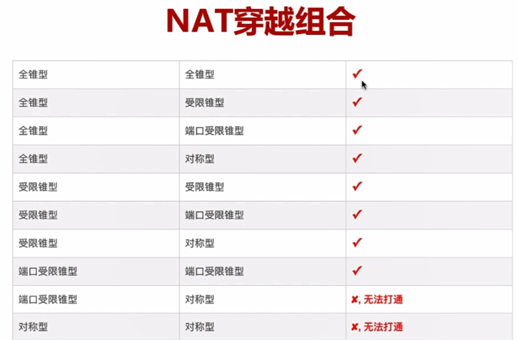 NAT穿越组合
全锥型 全锥型 ✓
全锥型 受限锥型 ✓
全锥型 端口受限锥型 ✓
全锥型 对称型 ✓
受限锥型 受限锥型 ✓
受限锥型 端口受限锥型 ✓
受限锥型 对称型 ✓
端口受限锥型 端口受限锥型 ✓
端口受限锥型 对称型 ✘, 无法打通
对称型 对称型 ✘, 无法打通